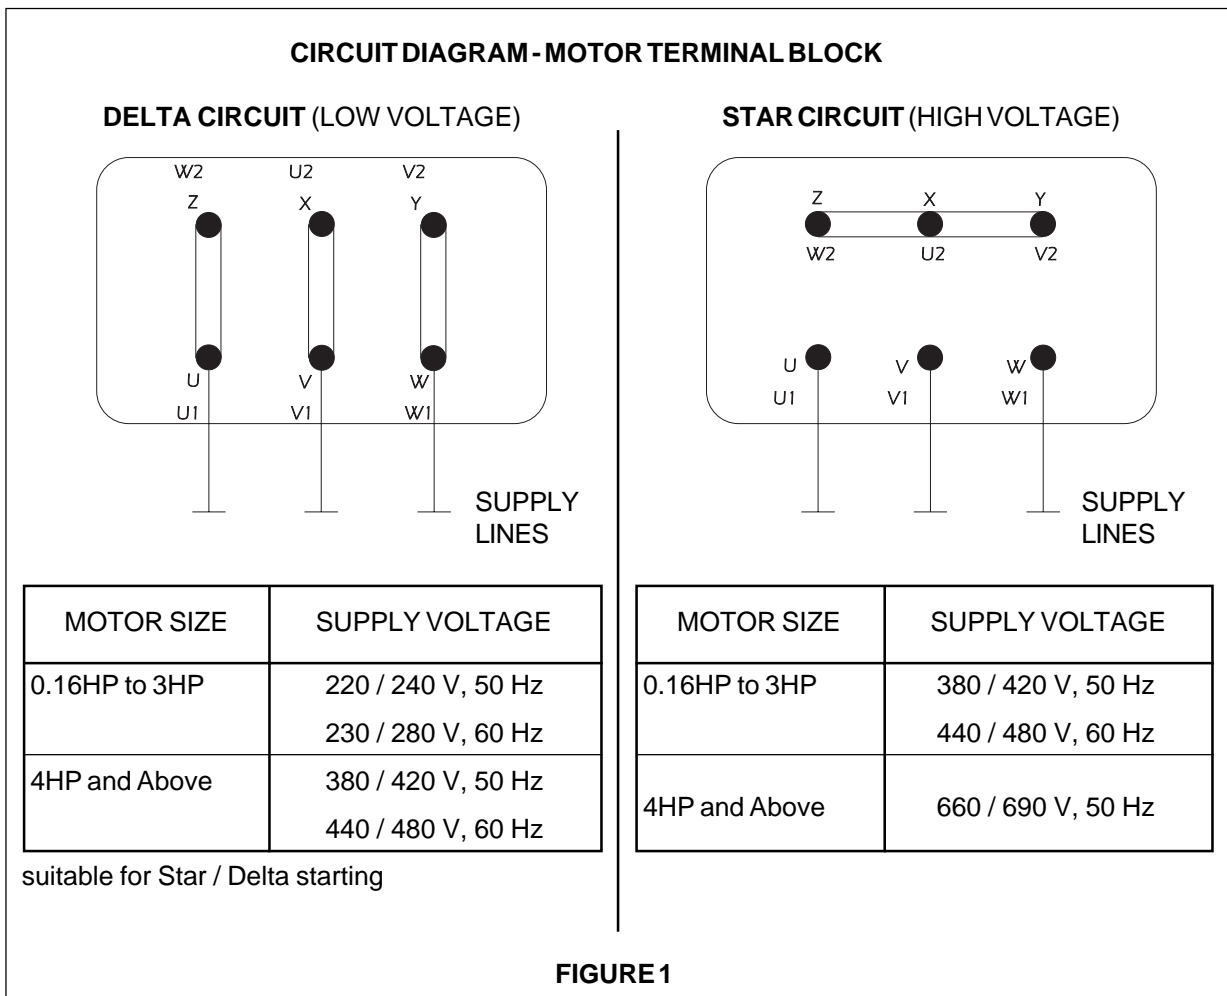 CIRCUIT DIAGRAM - MOTOR TERMINAL BLOCK
DELTA CIRCUIT (LOW VOLTAGE)
W2 U2 V2
Z X Y
U V W
U1 V1 W1
SUPPLY
LINES
MOTOR SIZE SUPPLY VOLTAGE
0.16HP to 3HP 220 / 240 V, 50 Hz
230 / 280 V, 60 Hz
4HP and Above 380 / 420 V, 50 Hz
440 / 480 V, 60 Hz
suitable for Star / Delta starting
STAR CIRCUIT (HIGH VOLTAGE)
Z X Y
W2 U2 V2
U V W
U1 V1 W1
SUPPLY
LINES
MOTOR SIZE SUPPLY VOLTAGE
0.16HP to 3HP 380 / 420 V, 50 Hz
440 / 480 V, 60 Hz
4HP and Above 660 / 690 V, 50 Hz
FIGURE 1